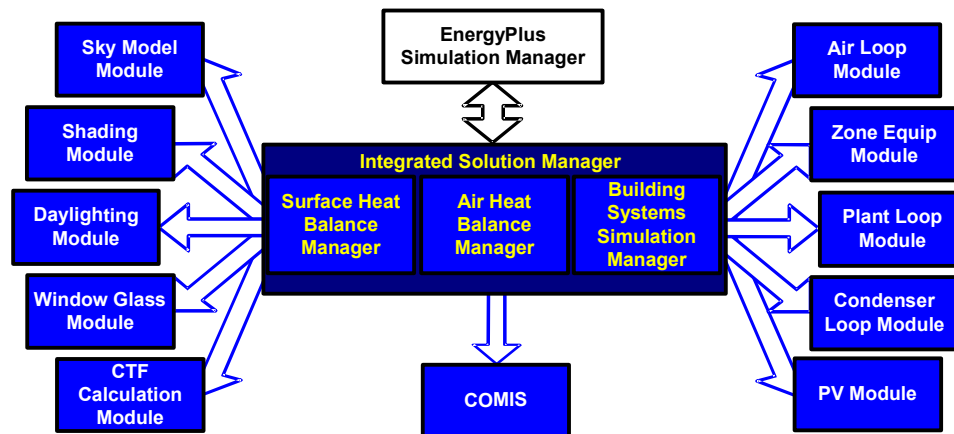 EnergyPlus
Simulation Manager
Sky Model
Module
Shading
Module
Daylighting
Module
Window Glass
Module
CTF
Calculation
Module
Integrated Solution Manager
Surface Heat
Balance
Manager
Air Heat
Balance
Manager
Building
Systems
Simulation
Manager
COMIS
Air Loop
Module
Zone Equip
Module
Plant Loop
Module
Condenser
Loop Module
PV Module